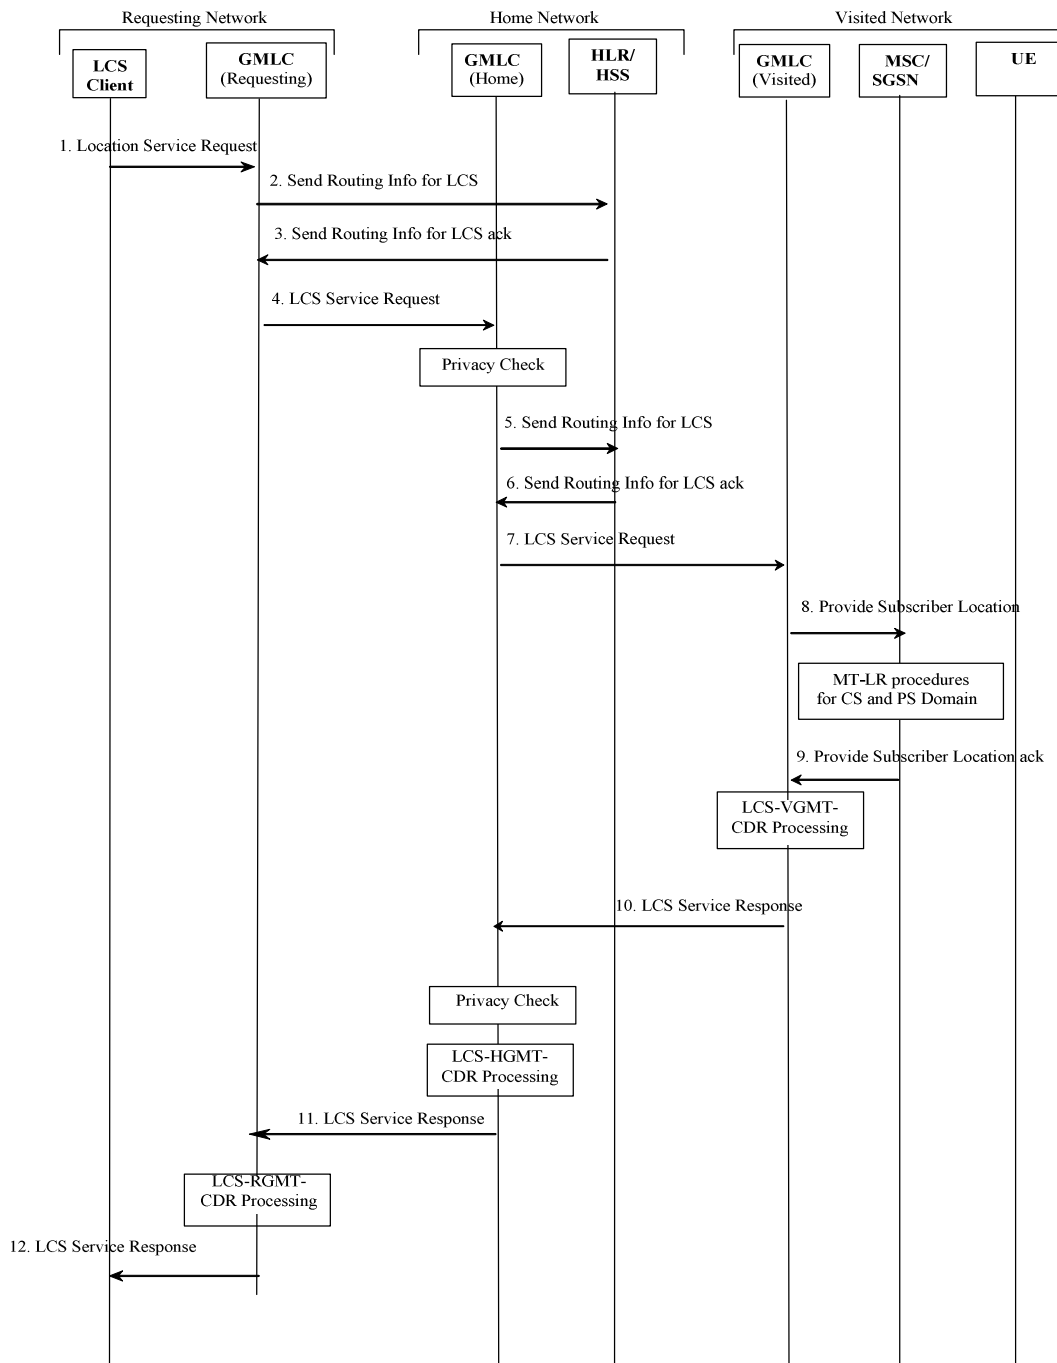 Requesting Network
Home Network
Visited Network
LCS
Client
GMLC
(Requesting)
GMLC
(Home)
HLR/
HSS
GMLC
(Visited)
MSC/
SGSN
UE
1. Location Service Request
2. Send Routing Info for LCS
3. Send Routing Info for LCS ack
4. LCS Service Request
Privacy Check
5. Send Routing Info for LCS
6. Send Routing Info for LCS ack
7. LCS Service Request
8. Provide Subscriber Location
MT-LR procedures
for CS and PS Domain
9. Provide Subscriber Location ack
LCS-VGMT-
CDR Processing
10. LCS Service Response
Privacy Check
LCS-HGMT-
CDR Processing
11. LCS Service Response
LCS-RGMT-
CDR Processing
12. LCS Service Response